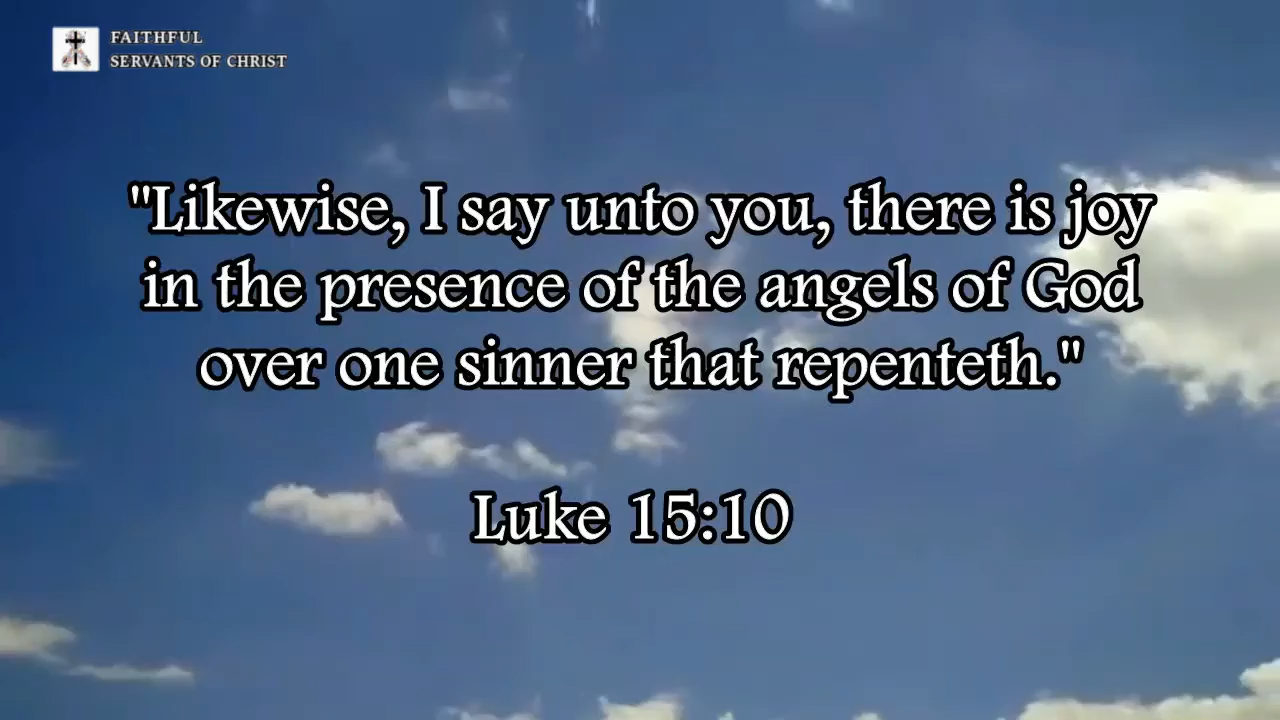 FAITHFUL
SERVANTS OF CHRIST
"Likewise, I say unto you, there is joy
in the presence of the angels of God
over one sinner that repenteth."
Luke 15:10